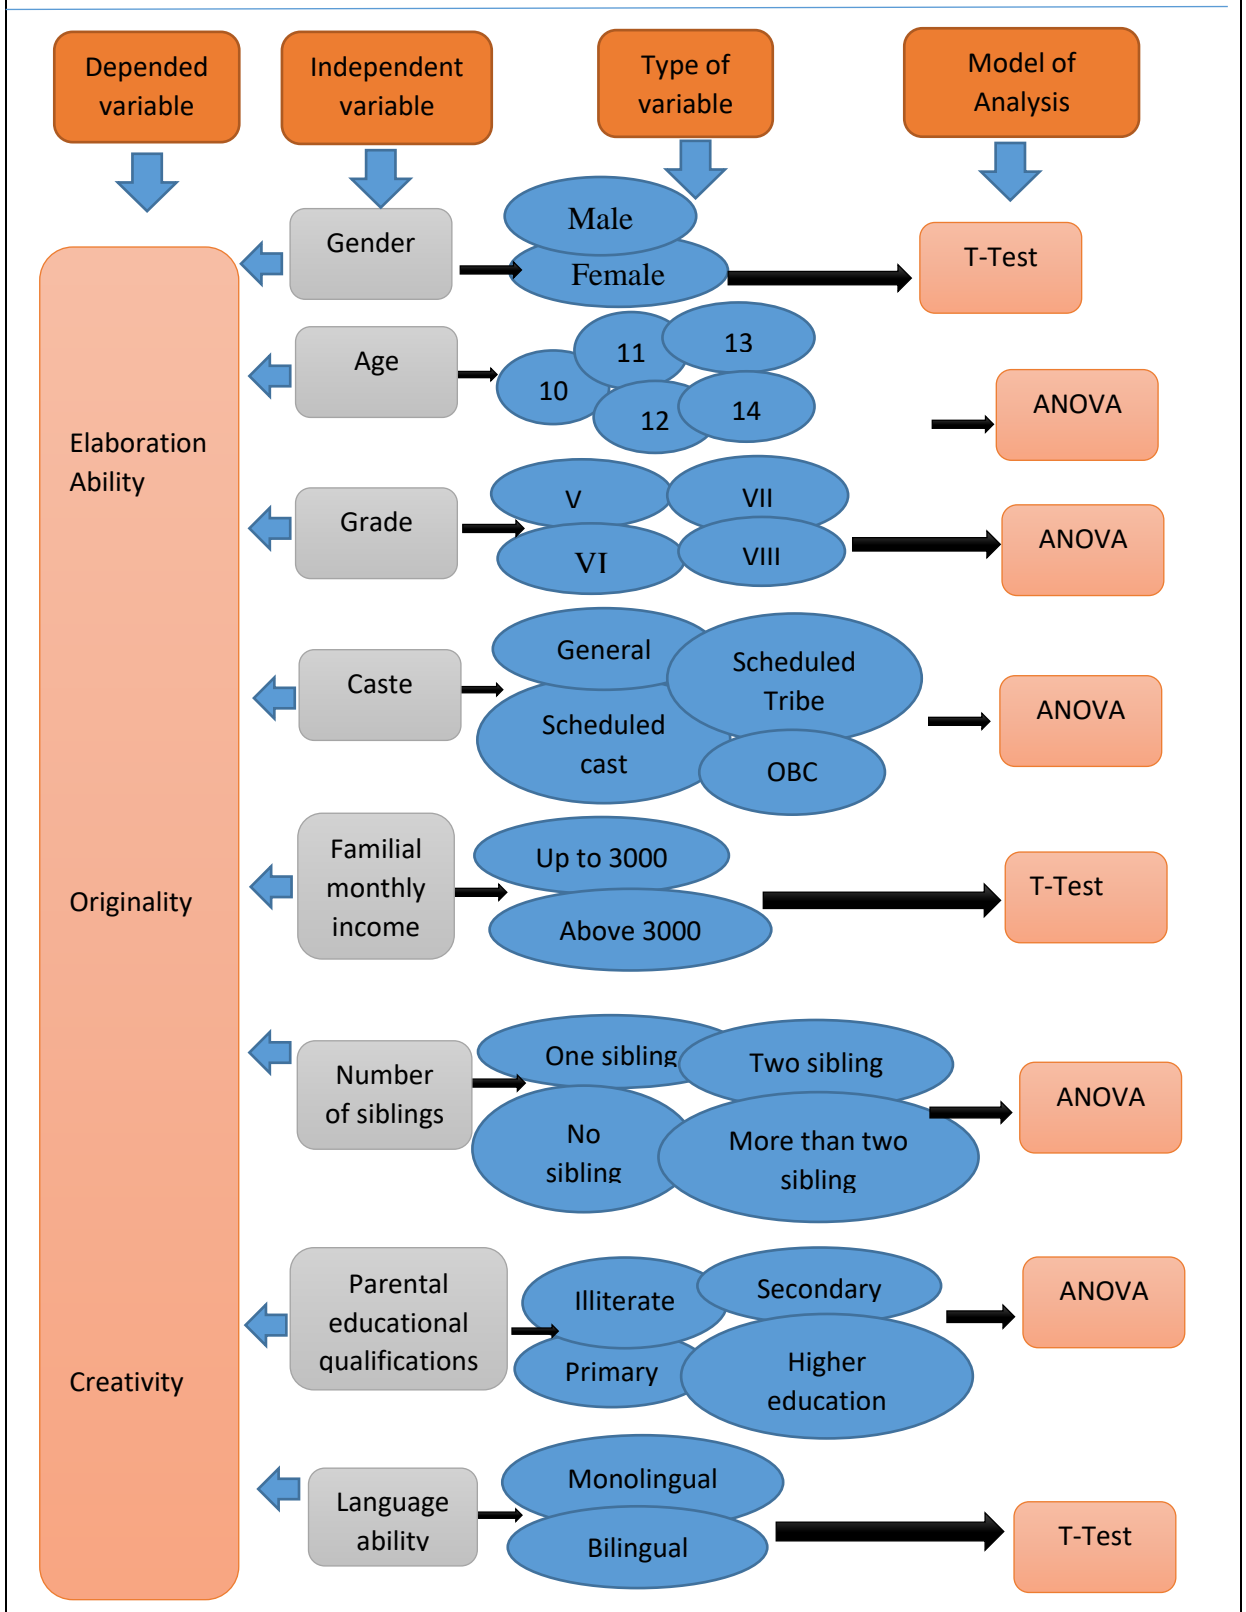 Depended
variable
Independent
variable
Type of
variable
Model of
Analysis
Elaboration
Ability
Originality
Creativity
Gender
Male
Female
T-Test
Age
10
11
12
13
14
ANOVA
Grade
V
VI
VII
VIII
ANOVA
Caste
General
Scheduled
Tribe
Scheduled
cast
OBC
ANOVA
Familial
monthly
income
Up to 3000
Above 3000
T-Test
Number
of siblings
One sibling
Two sibling
No
sibling
More than two
sibling
ANOVA
Parental
educational
qualifications
Illiterate
Secondary
Primary
Higher
education
ANOVA
Language
ability
Monolingual
Bilingual
T-Test